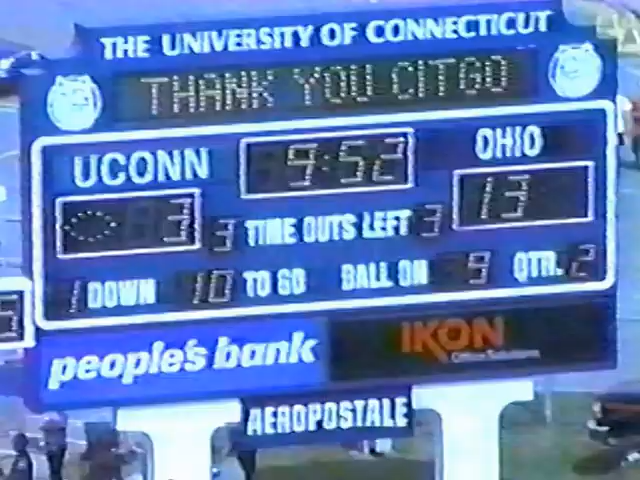 THE UNIVERSITY OF CONNECTICUT
THANK YOU CITGO
UCONN 9:52 OHIO
3 3 TIME OUTS LEFT 3 13
1 DOWN 10 TO GO BALL ON 9 QTR. 2
people's bank IKON
Office Solutions
AEROPOSTALE